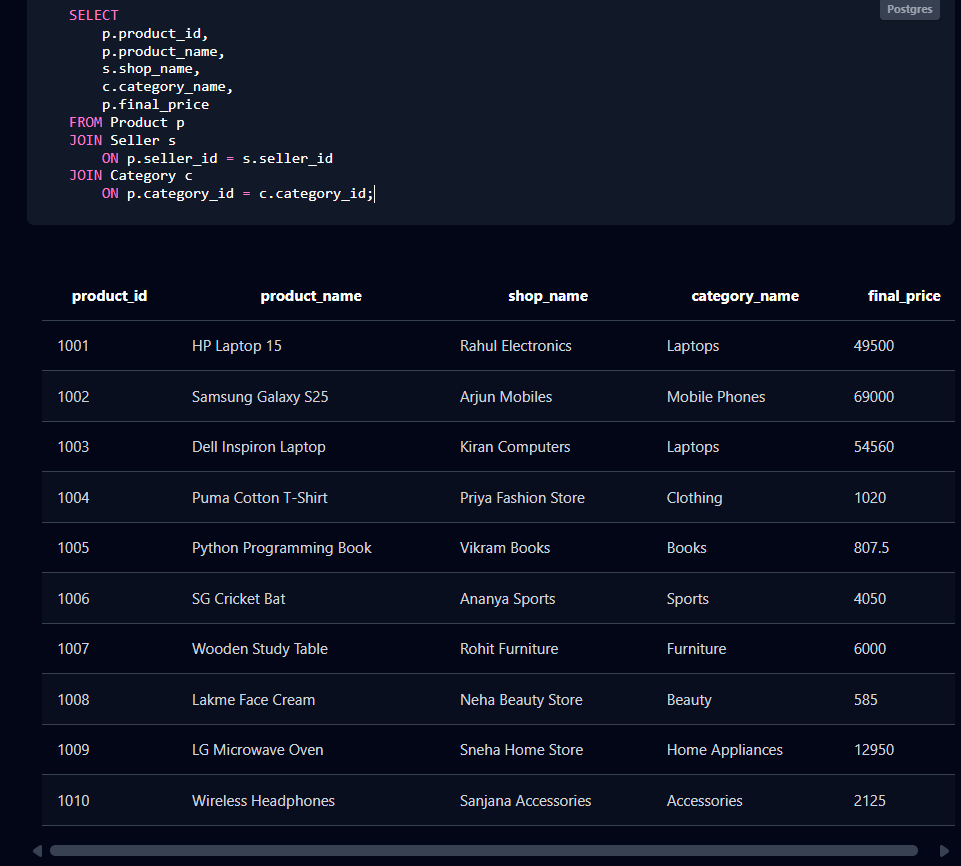 Postgres
SELECT
p.product_id,
p.product_name,
s.shop_name,
c.category_name,
p.final_price
FROM Product p
JOIN Seller s
ON p.seller_id = s.seller_id
JOIN Category c
ON p.category_id = c.category_id;
product_id product_name shop_name category_name final_price
1001 HP Laptop 15 Rahul Electronics Laptops 49500
1002 Samsung Galaxy S25 Arjun Mobiles Mobile Phones 69000
1003 Dell Inspiron Laptop Kiran Computers Laptops 54560
1004 Puma Cotton T-Shirt Priya Fashion Store Clothing 1020
1005 Python Programming Book Vikram Books Books 807.5
1006 SG Cricket Bat Ananya Sports Sports 4050
1007 Wooden Study Table Rohit Furniture Furniture 6000
1008 Lakme Face Cream Neha Beauty Store Beauty 585
1009 LG Microwave Oven Sneha Home Store Home Appliances 12950
1010 Wireless Headphones Sanjana Accessories Accessories 2125